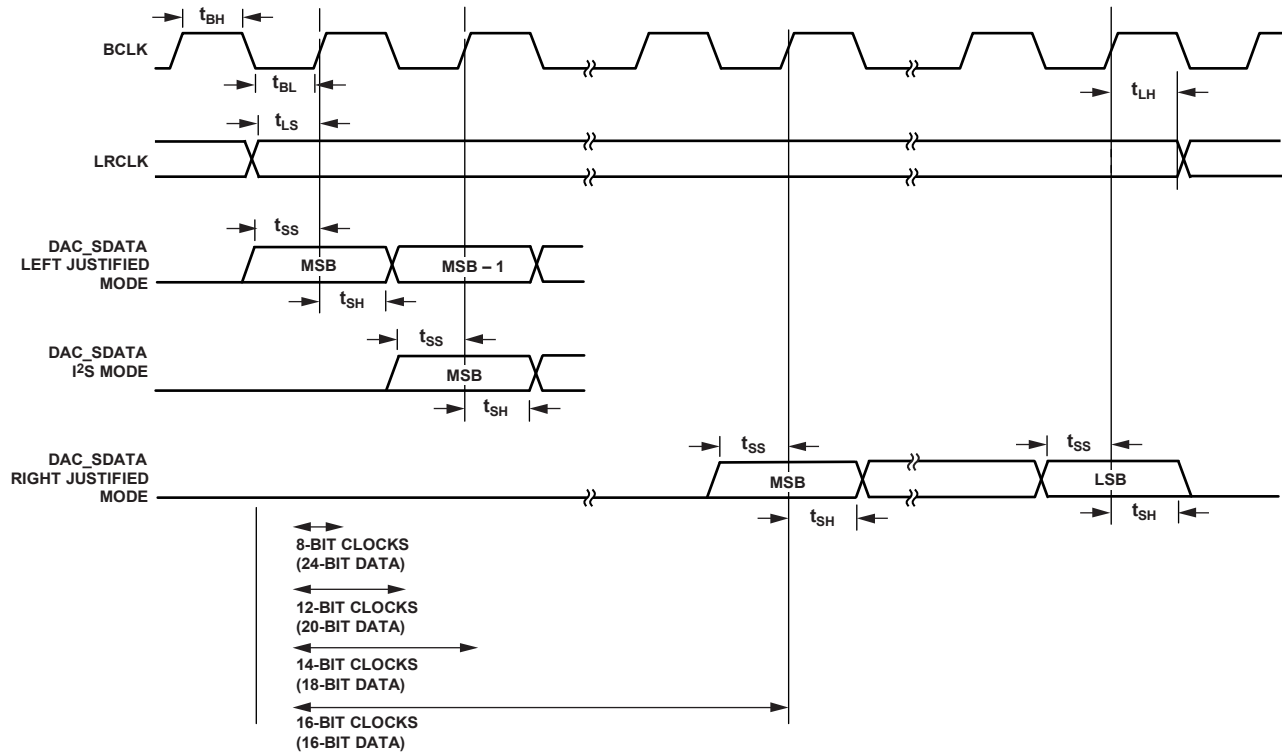 tBH
BCLK
tBL
tLH
tLS
LRCLK
tSS
DAC_SDATA
LEFT JUSTIFIED
MODE
MSB
MSB – 1
tSH
tSS
DAC_SDATA
I²S MODE
MSB
tSH
tSS
tSS
DAC_SDATA
RIGHT JUSTIFIED
MODE
MSB
LSB
tSH
tSH
8-BIT CLOCKS
(24-BIT DATA)
12-BIT CLOCKS
(20-BIT DATA)
14-BIT CLOCKS
(18-BIT DATA)
16-BIT CLOCKS
(16-BIT DATA)